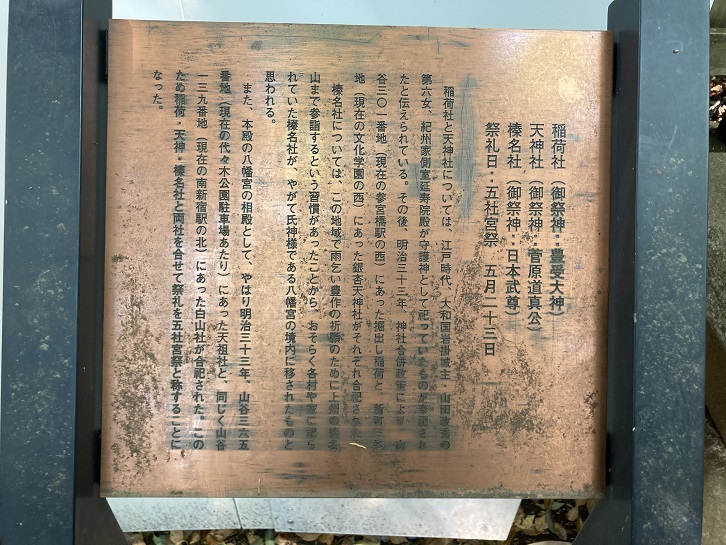 稲荷社（御祭神・豊受大神）
天神社（御祭神・菅原道真公）
榛名社（御祭神・日本武尊）
祭礼日・五社宮祭　五月二十三日
稲荷社と天神社については、江戸時代、大和国岩掛城主・山田政至の
第六女、紀州家側室延寿院殿が守護神として祀っていたものが奉祀され
たと伝えられている。その後、明治三十三年、神社合併政策により、山
谷三〇一番地（現在の参宮橋駅の西）にあった掘出し稲荷と、
地（現在の文化学園の西）にあった銀杏天神社がそれぞれ合祀され
榛名社については、この地域で雨乞い豊作の祈願のために上州の榛名
山まで参詣するという習慣があったことから、おそらく各村や に祀ら
れていた榛名社が、やがて氏神様である八幡宮の境内に移されたものと
思われる。
また、本殿の八幡宮の相殿として、やはり明治三十三年、山谷三六五
番地（現在の代々木公園駐車場あたり）にあった天祖社と、同じく山谷
一三九番地（現在の南新宿駅の北）にあった白山社が合祀された。この
ため稲荷・天神・榛名社と両社を合せて祭礼を五社宮祭と称することに
なった。